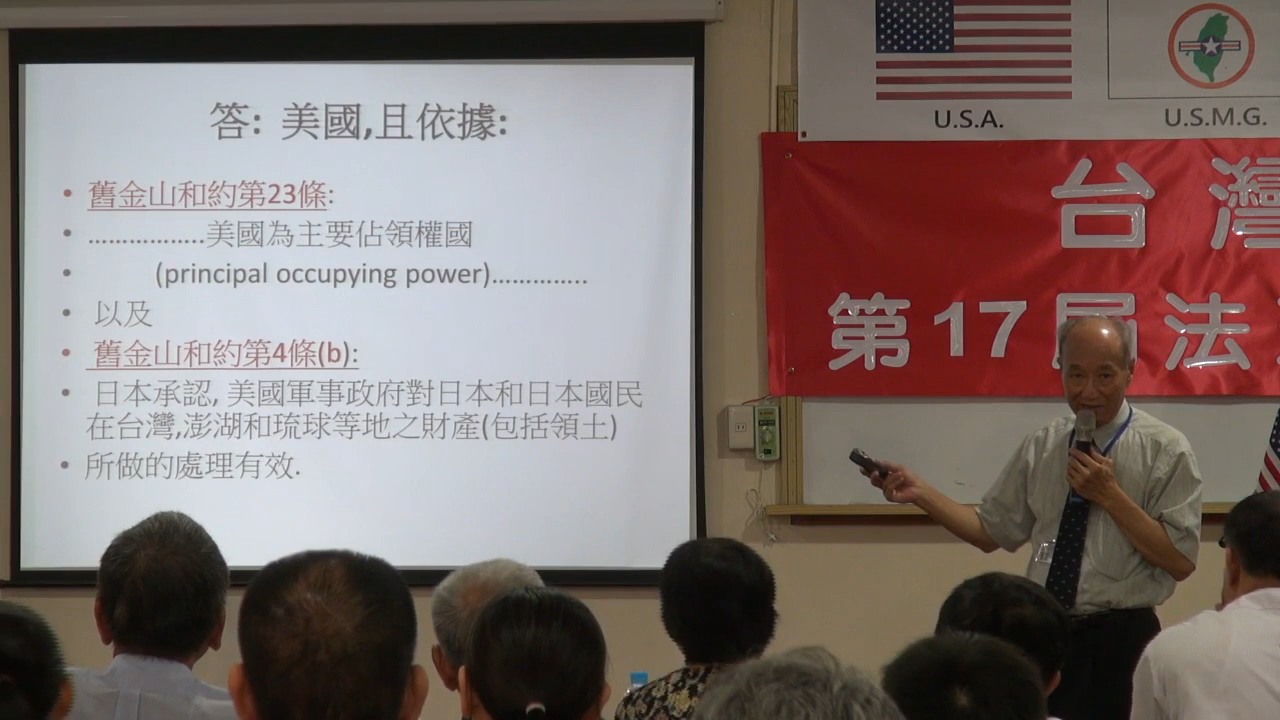 答: 美國,且依據:
• 舊金山和約第23條:
• ……………..美國為主要佔領權國
• (principal occupying power)…………..
• 以及
• 舊金山和約第4條(b):
• 日本承認, 美國軍事政府對日本和日本國民
在台灣,澎湖和琉球等地之財產(包括領土)
• 所做的處理有效.
U.S.A.
U.S.M.G.
台灣
第17屆法